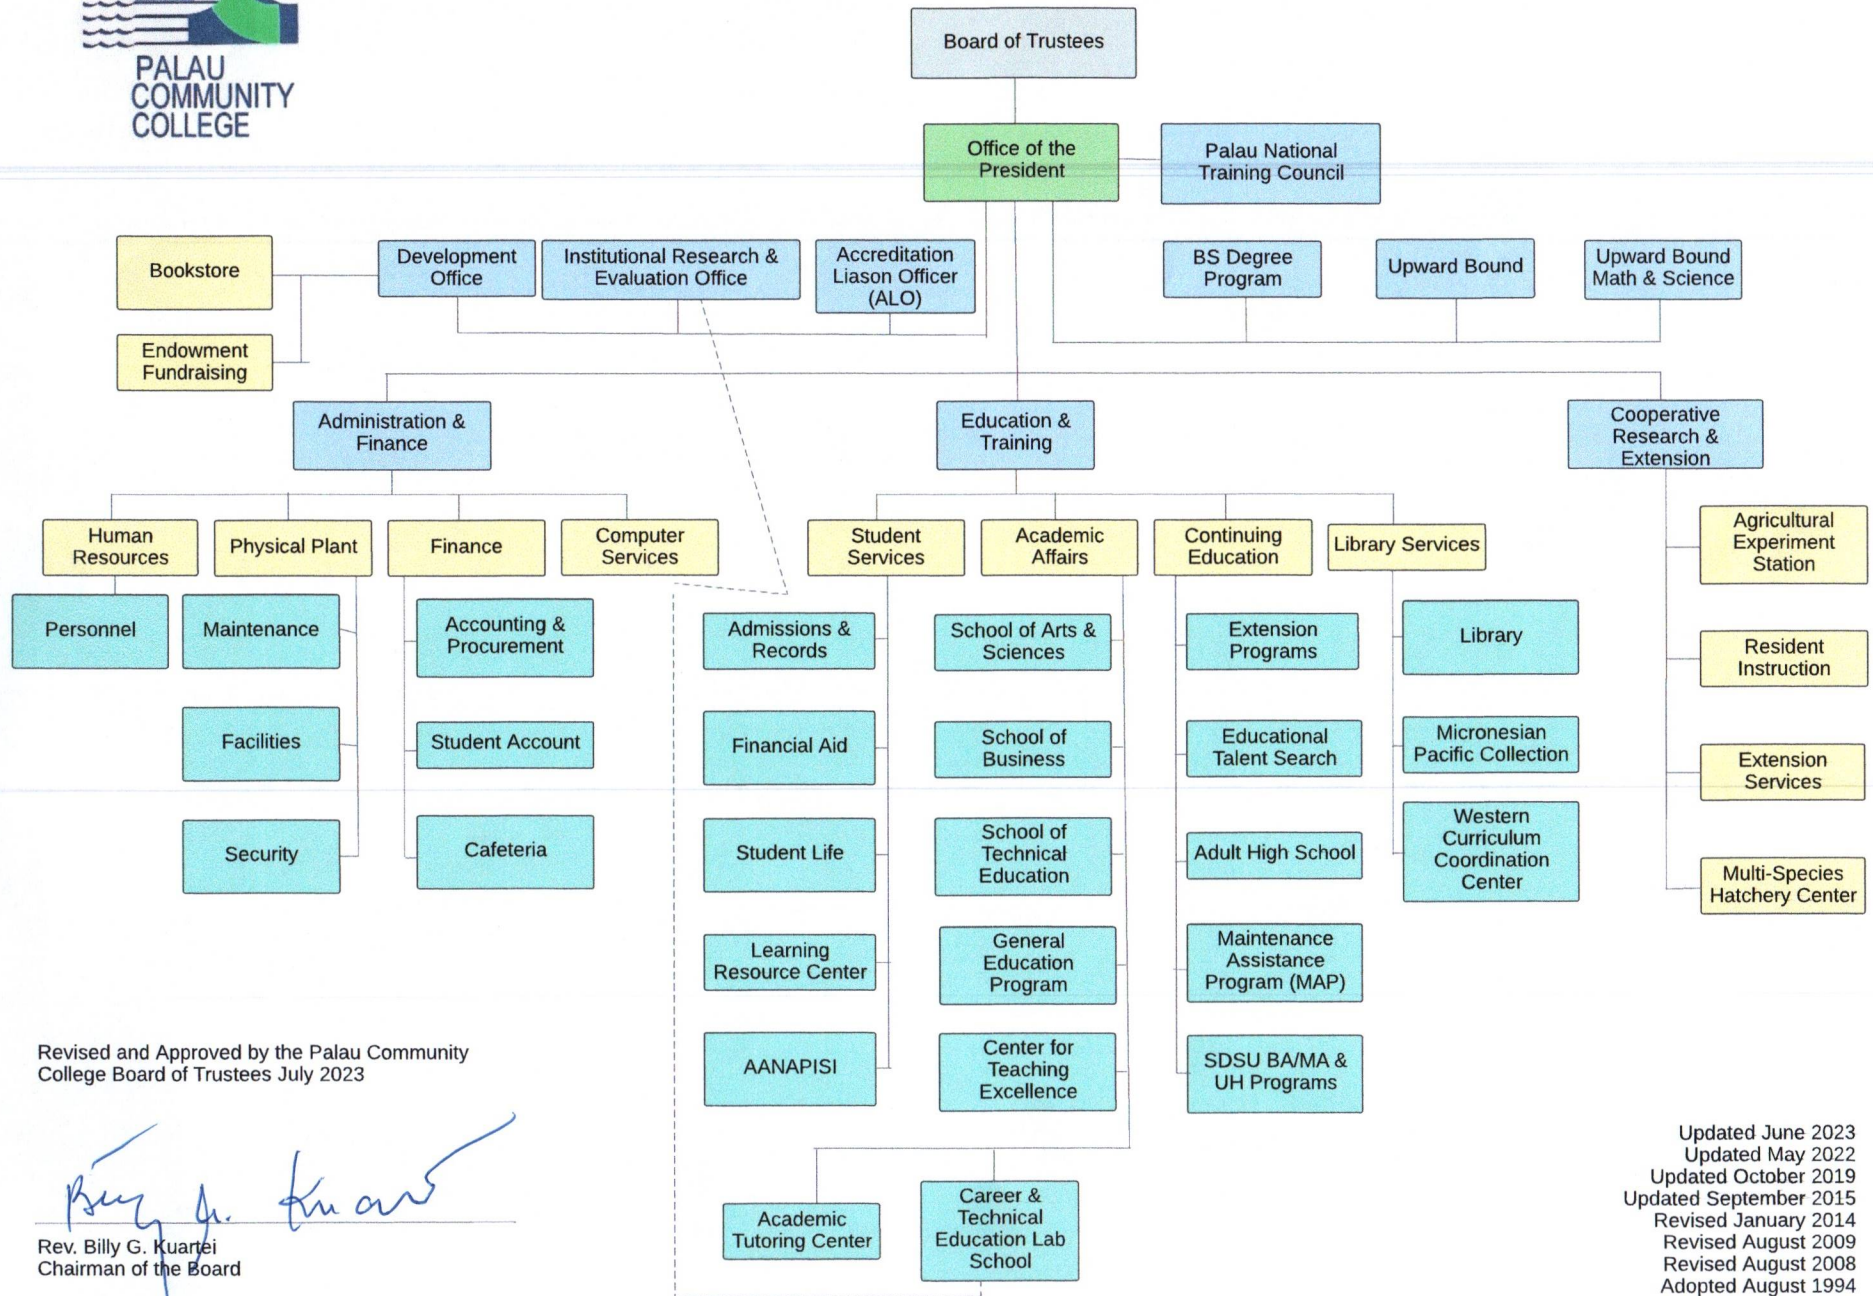 PALAU
COMMUNITY
COLLEGE
Board of Trustees
Office of the
President
Palau National
Training Council
Bookstore
Endowment
Fundraising
Development
Office
Institutional Research &
Evaluation Office
Accreditation
Liason Officer
(ALO)
BS Degree
Program
Upward Bound
Upward Bound
Math & Science
Administration &
Finance
Education &
Training
Cooperative
Research &
Extension
Human
Resources
Physical Plant
Finance
Computer
Services
Student
Services
Academic
Affairs
Continuing
Education
Library Services
Personnel
Maintenance
Facilities
Security
Accounting &
Procurement
Student Account
Cafeteria
Admissions &
Records
Financial Aid
Student Life
Learning
Resource Center
AANAPISI
School of Arts &
Sciences
School of
Business
School of
Technical
Education
General
Education
Program
Center for
Teaching
Excellence
Academic
Tutoring Center
Career &
Technical
Education Lab
School
Extension
Programs
Educational
Talent Search
Adult High School
Maintenance
Assistance
Program (MAP)
SDSU BA/MA &
UH Programs
Library
Micronesian
Pacific Collection
Western
Curriculum
Coordination
Center
Agricultural
Experiment
Station
Resident
Instruction
Extension
Services
Multi-Species
Hatchery Center
Revised and Approved by the Palau Community
College Board of Trustees July 2023
Rev. Billy G. Kuartei
Chairman of the Board
Updated June 2023
Updated May 2022
Updated October 2019
Updated September 2015
Revised January 2014
Revised August 2009
Revised August 2008
Adopted August 1994